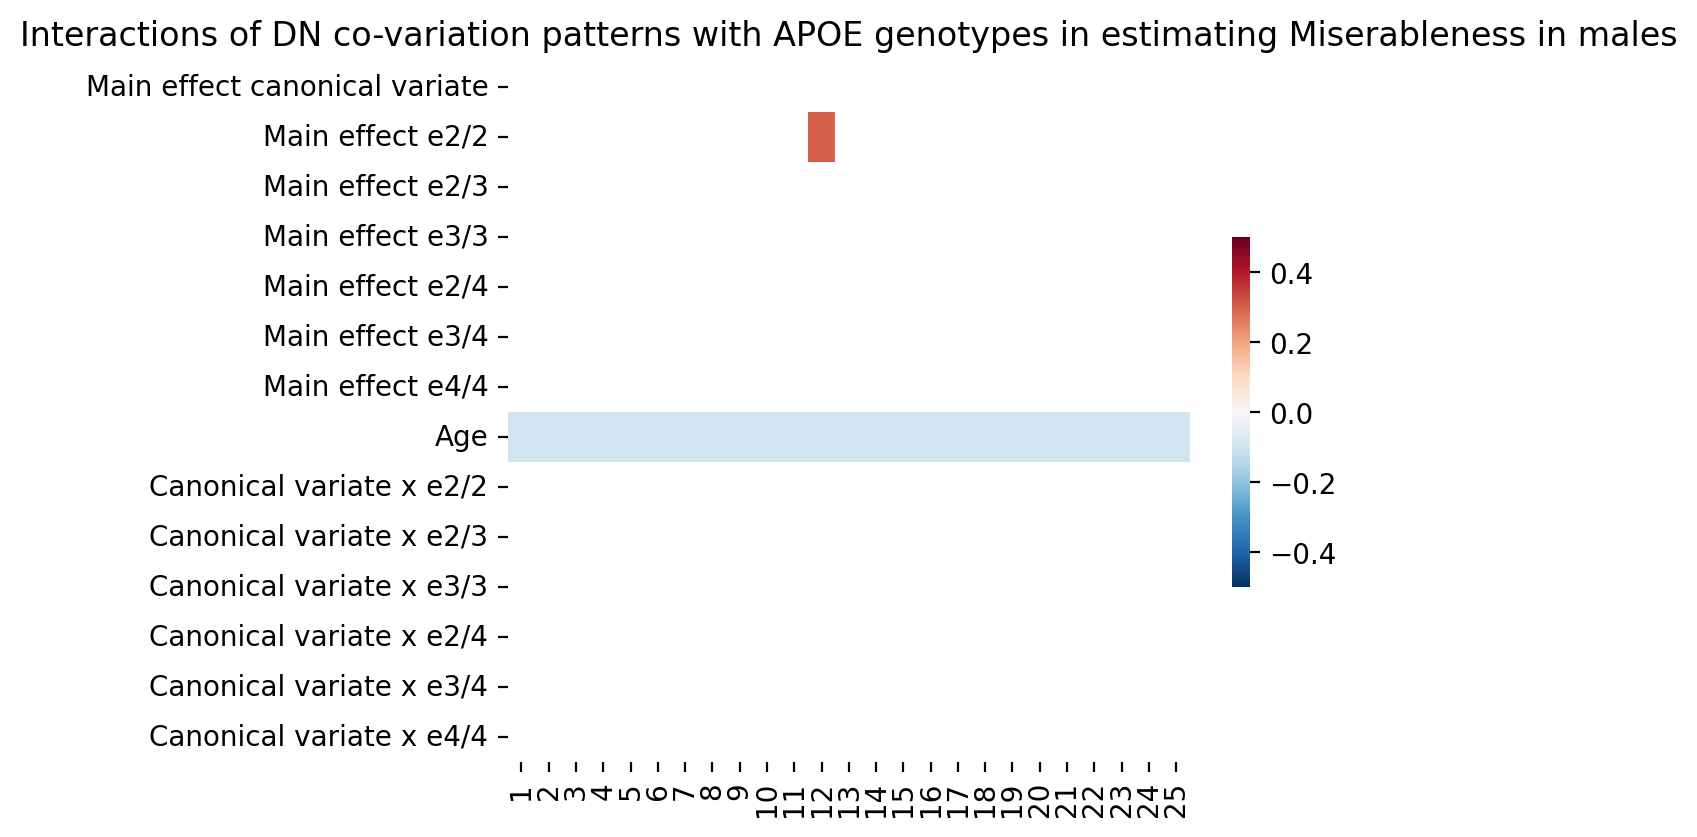 Interactions of DN co-variation patterns with APOE genotypes in estimating Miserableness in males
Main effect canonical variate
Main effect e2/2
Main effect e2/3
Main effect e3/3
Main effect e2/4
Main effect e3/4
Main effect e4/4
Age
Canonical variate x e2/2
Canonical variate x e2/3
Canonical variate x e3/3
Canonical variate x e2/4
Canonical variate x e3/4
Canonical variate x e4/4
1 2 3 4 5 6 7 8 9 10 11 12 13 14 15 16 17 18 19 20 21 22 23 24 25
0.4
0.2
0.0
−0.2
−0.4